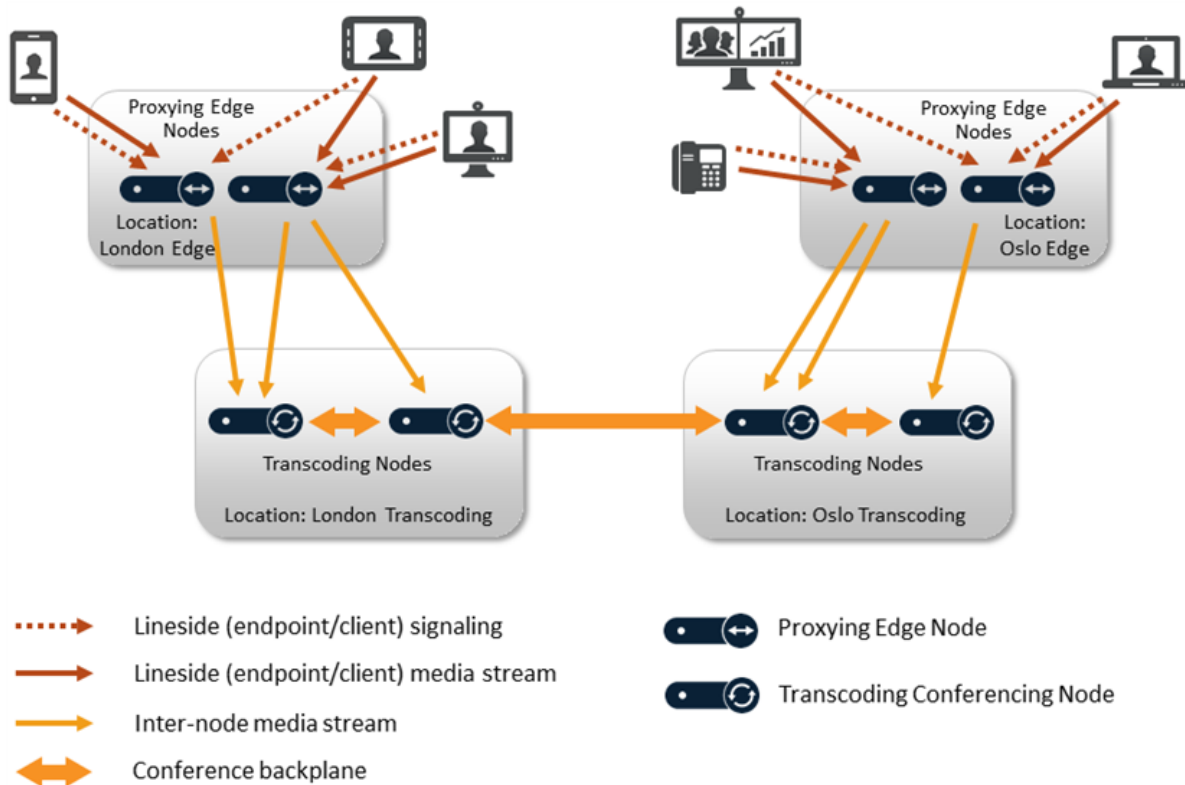 Proxying Edge
Nodes
Location:
London Edge
Proxying Edge
Nodes
Location:
Oslo Edge
Transcoding Nodes
Location: London Transcoding
Transcoding Nodes
Location: Oslo Transcoding
Lineside (endpoint/client) signaling
Lineside (endpoint/client) media stream
Inter-node media stream
Conference backplane
Proxying Edge Node
Transcoding Conferencing Node